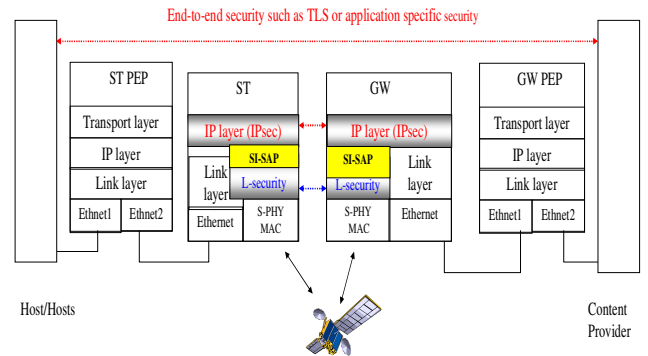 End-to-end security such as TLS or application specific security
ST PEP
Transport layer
IP layer
Link layer
Ethnet1
Ethnet2
ST
IP layer (IPsec)
SI-SAP
Link
layer
L-security
Ethernet
S-PHY
MAC
GW
IP layer (IPsec)
SI-SAP
Link
layer
L-security
S-PHY
MAC
Ethernet
GW PEP
Transport layer
IP layer
Link layer
Ethnet1
Ethnet2
Host/Hosts
Content
Provider